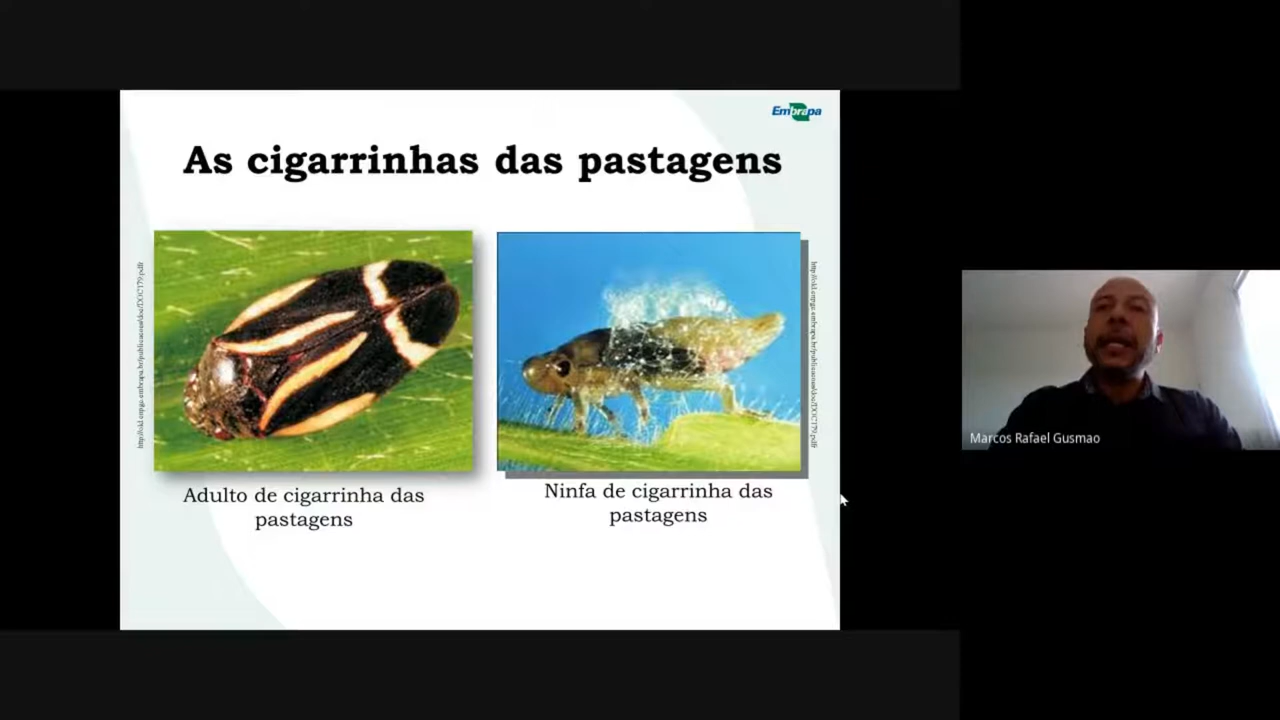 Embrapa
As cigarrinhas das pastagens
Adulto de cigarrinha das
pastagens
Ninfa de cigarrinha das
pastagens
Marcos Rafael Gusmao